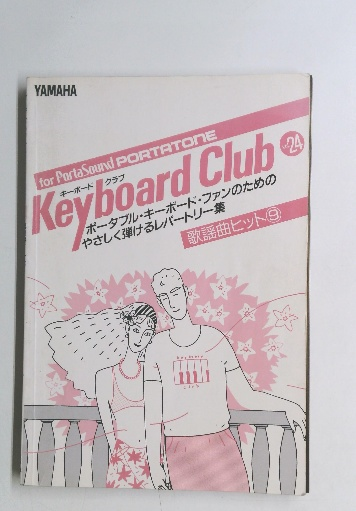 YAMAHA
for PortaSound PORTATONE
キーボード クラブ
Keyboard Club
24
ポータブル・キーボード・ファンのための
やさしく弾けるレパートリー集
歌謡曲ヒット⑨
Keyboard
CLUB